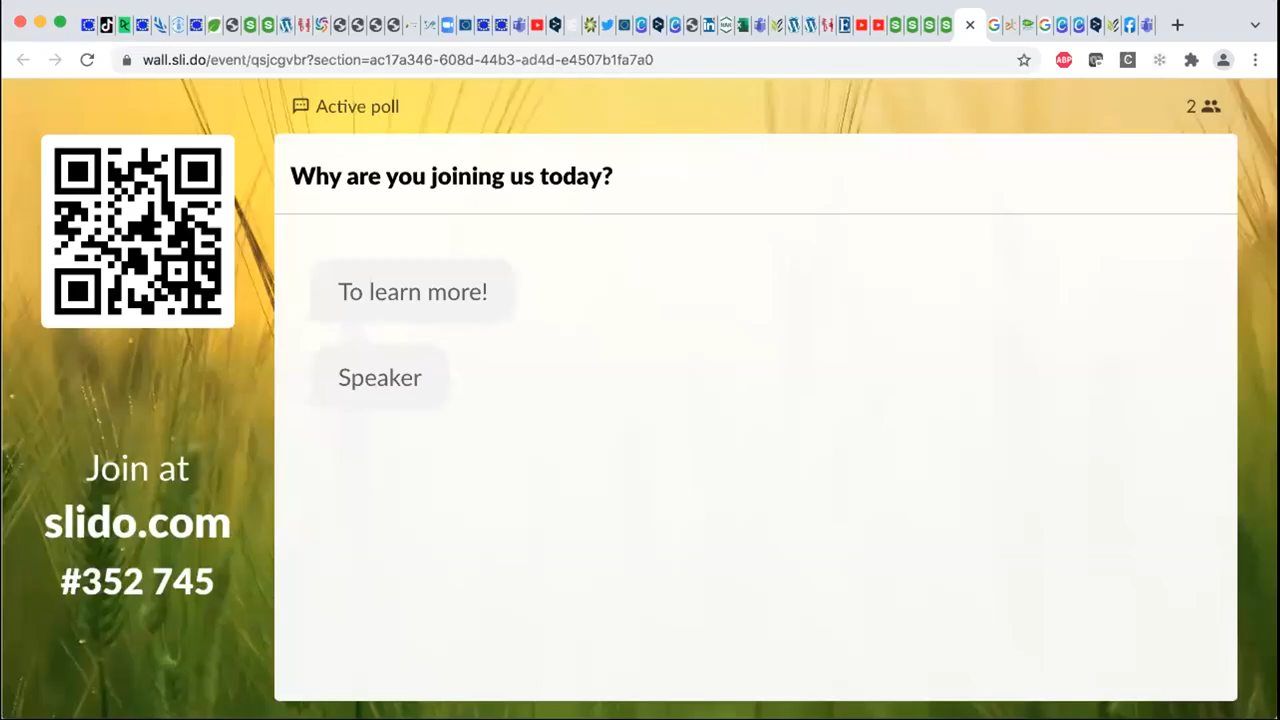 wall.sli.do/event/qsjcgvbr?section=ac17a346-608d-44b3-ad4d-e4507b1fa7a0
ABP
C
Active poll
2
Why are you joining us today?
To learn more!
Speaker
Join at
slido.com
#352 745